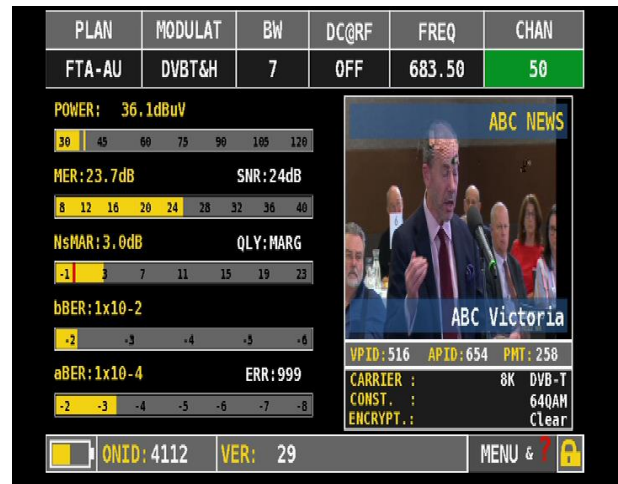 PLAN MODULAT BW DC@RF FREQ CHAN
FTA-AU DVBT&H 7 OFF 683.50 50
POWER: 36.1dBuV
30 45 60 75 90 105 120
MER:23.7dB SNR:24dB
8 12 16 20 24 28 32 36 40
NsMAR:3.0dB QLY:MARG
-1 3 7 11 15 19 23
bBER:1x10-2
-2 -3 -4 -5 -6
aBER:1x10-4 ERR:999
-2 -3 -4 -5 -6 -7 -8
ABC NEWS
ABC Victoria
VPID:516 APID:654 PMT:258
CARRIER : 8K DVB-T
CONST. : 64QAM
ENCRYPT.: Clear
ONID:4112 VER: 29 MENU & ?